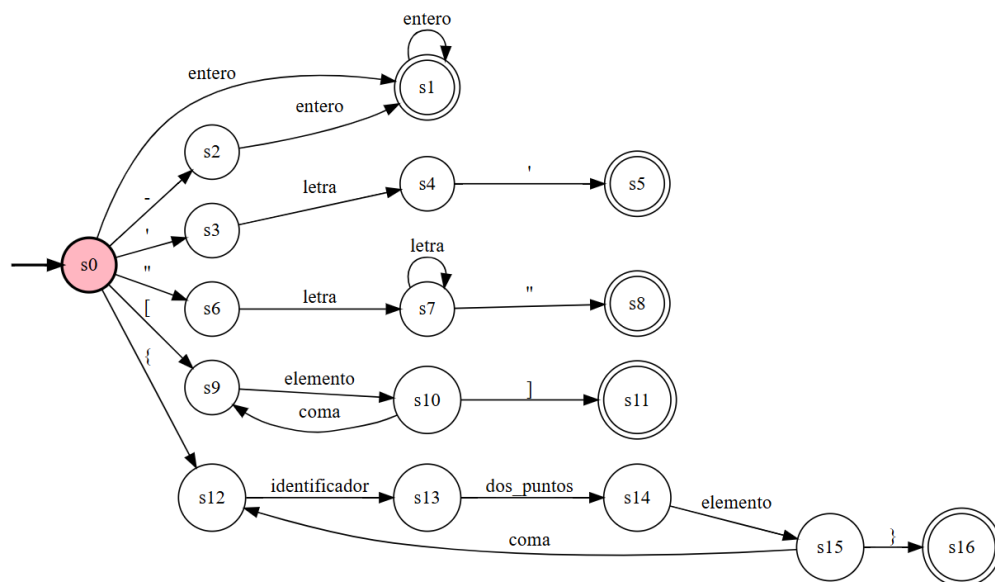 entero
entero
s1
s2
entero
-
'
s3
letra
s4
'
s5
s0
"
[
{
s6
letra
letra
s7
"
s8
s9
elemento
coma
s10
]
s11
s12
identificador
s13
dos_puntos
s14
elemento
coma
s15
}
s16